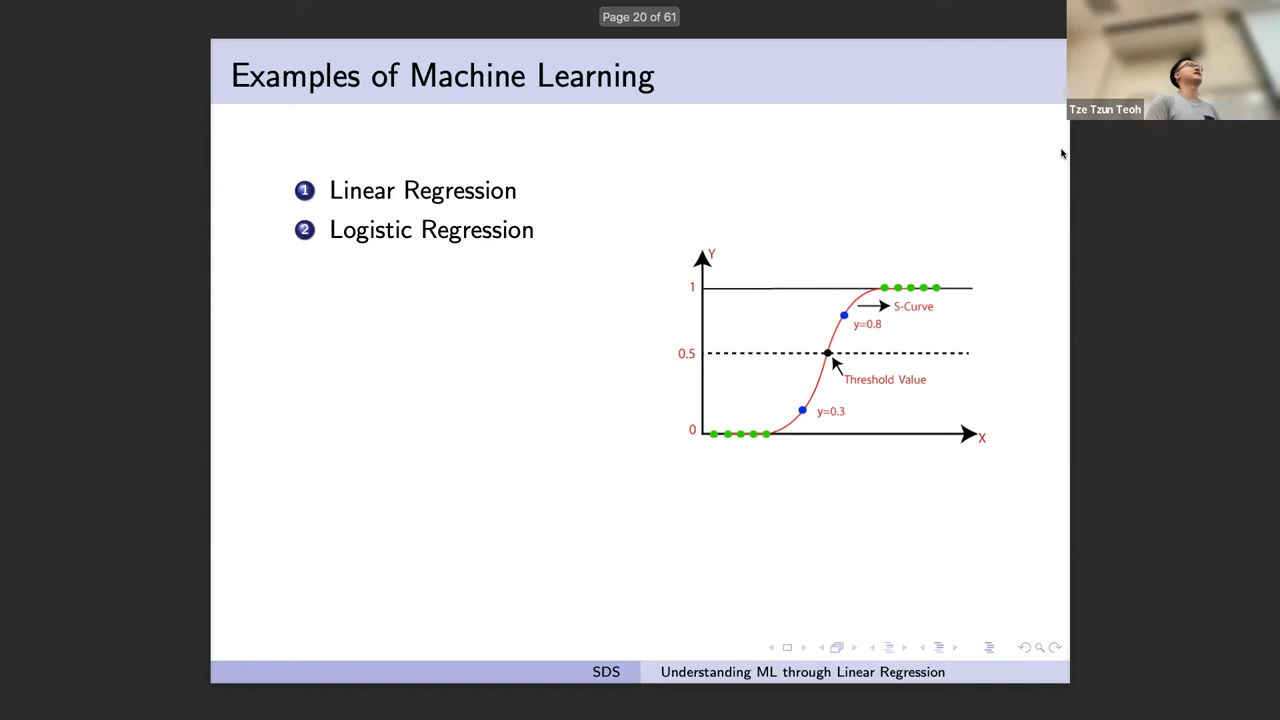 Page 20 of 61
Examples of Machine Learning
Tze Tzun Teoh
1 Linear Regression
2 Logistic Regression
Y
1
S-Curve
y=0.8
0.5
Threshold Value
y=0.3
0
X
SDS
Understanding ML through Linear Regression